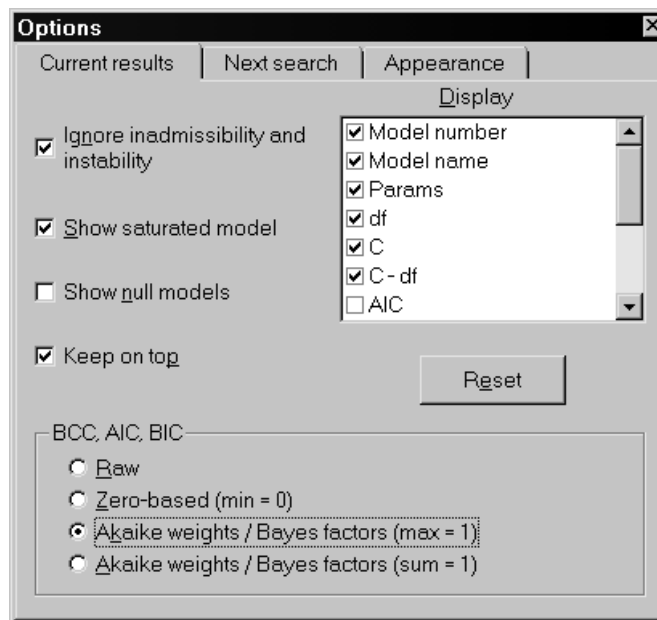 Options
Current results
Next search
Appearance
Display
Ignore inadmissibility and
instability
Show saturated model
Show null models
Keep on top
Model number
Model name
Params
df
C
C - df
AIC
Reset
BCC, AIC, BIC
Raw
Zero-based (min = 0)
Akaike weights / Bayes factors (max = 1)
Akaike weights / Bayes factors (sum = 1)